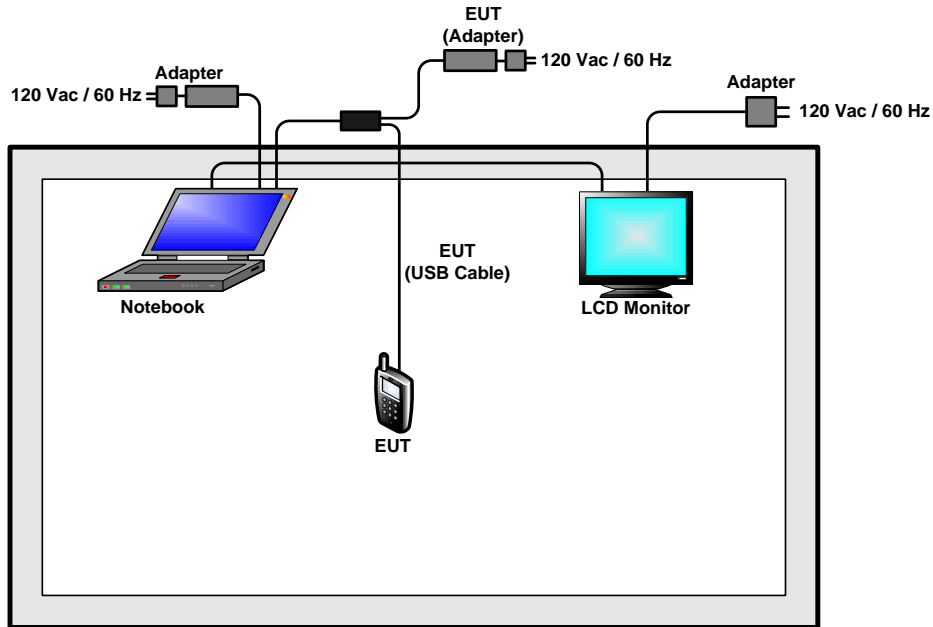 EUT
(Adapter)
120 Vac / 60 Hz
Adapter
120 Vac / 60 Hz
Adapter
120 Vac / 60 Hz
EUT
(USB Cable)
Notebook
LCD Monitor
EUT